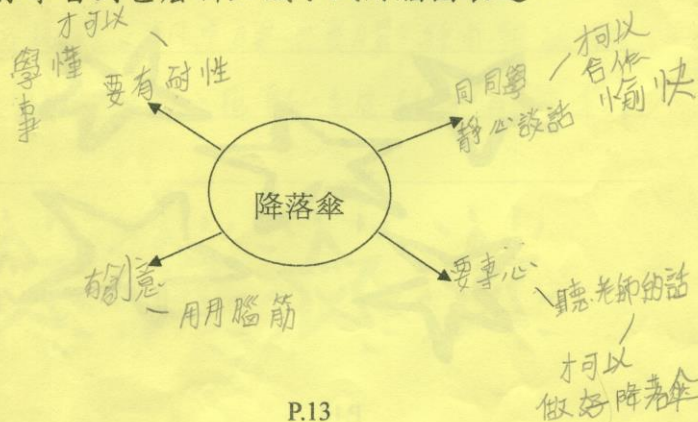 才可以
學懂
事
要有耐性
同同學
靜心談話
才可以
合作
愉快
降落傘
有創意
用用腦筋
要專心
聽老師的話
才可以
做好降落傘
P.13